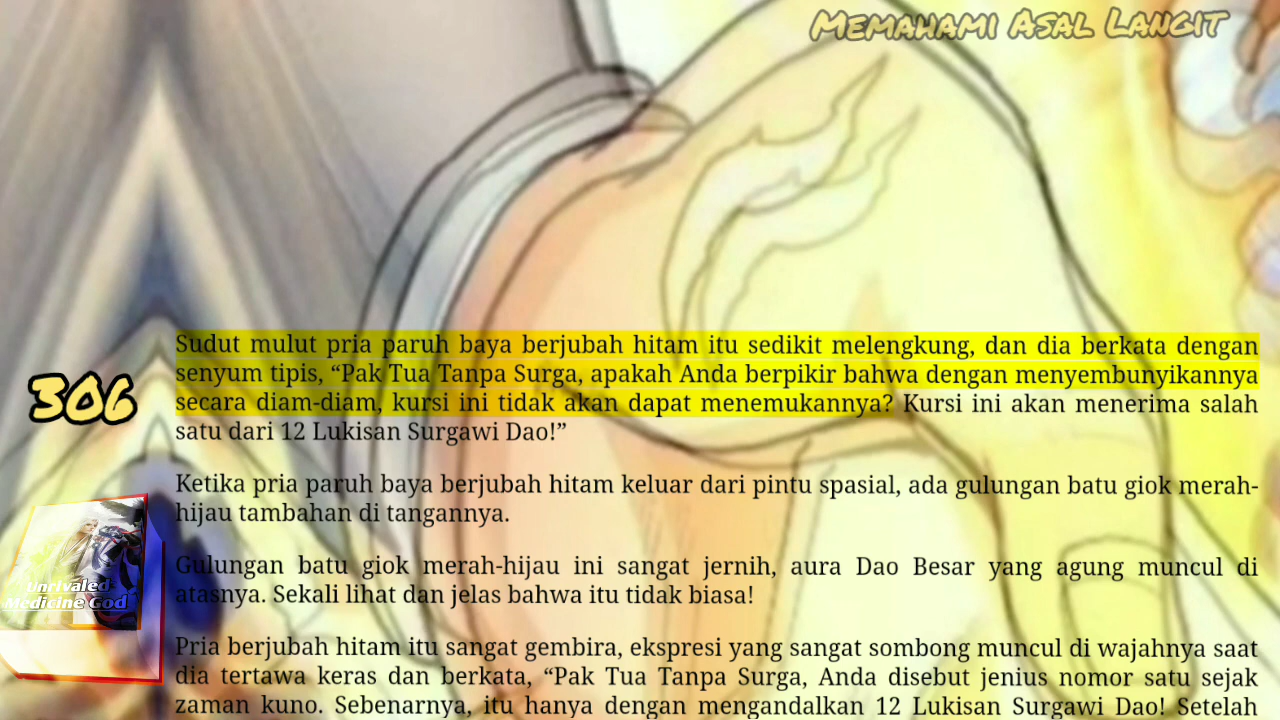 Memahami Asal Langit
Sudut mulut pria paruh baya berjubah hitam itu sedikit melengkung, dan dia berkata dengan
senyum tipis, “Pak Tua Tanpa Surga, apakah Anda berpikir bahwa dengan menyembunyikannya
secara diam-diam, kursi ini tidak akan dapat menemukannya? Kursi ini akan menerima salah
satu dari 12 Lukisan Surgawi Dao!”
306
Ketika pria paruh baya berjubah hitam keluar dari pintu spasial, ada gulungan batu giok merah-
hijau tambahan di tangannya.
Gulungan batu giok merah-hijau ini sangat jernih, aura Dao Besar yang agung muncul di
atasnya. Sekali lihat dan jelas bahwa itu tidak biasa!
Unrivaled
Medicine God
Pria berjubah hitam itu sangat gembira, ekspresi yang sangat sombong muncul di wajahnya saat
dia tertawa keras dan berkata, “Pak Tua Tanpa Surga, Anda disebut jenius nomor satu sejak
zaman kuno. Sebenarnya, itu hanya dengan mengandalkan 12 Lukisan Surgawi Dao! Setelah